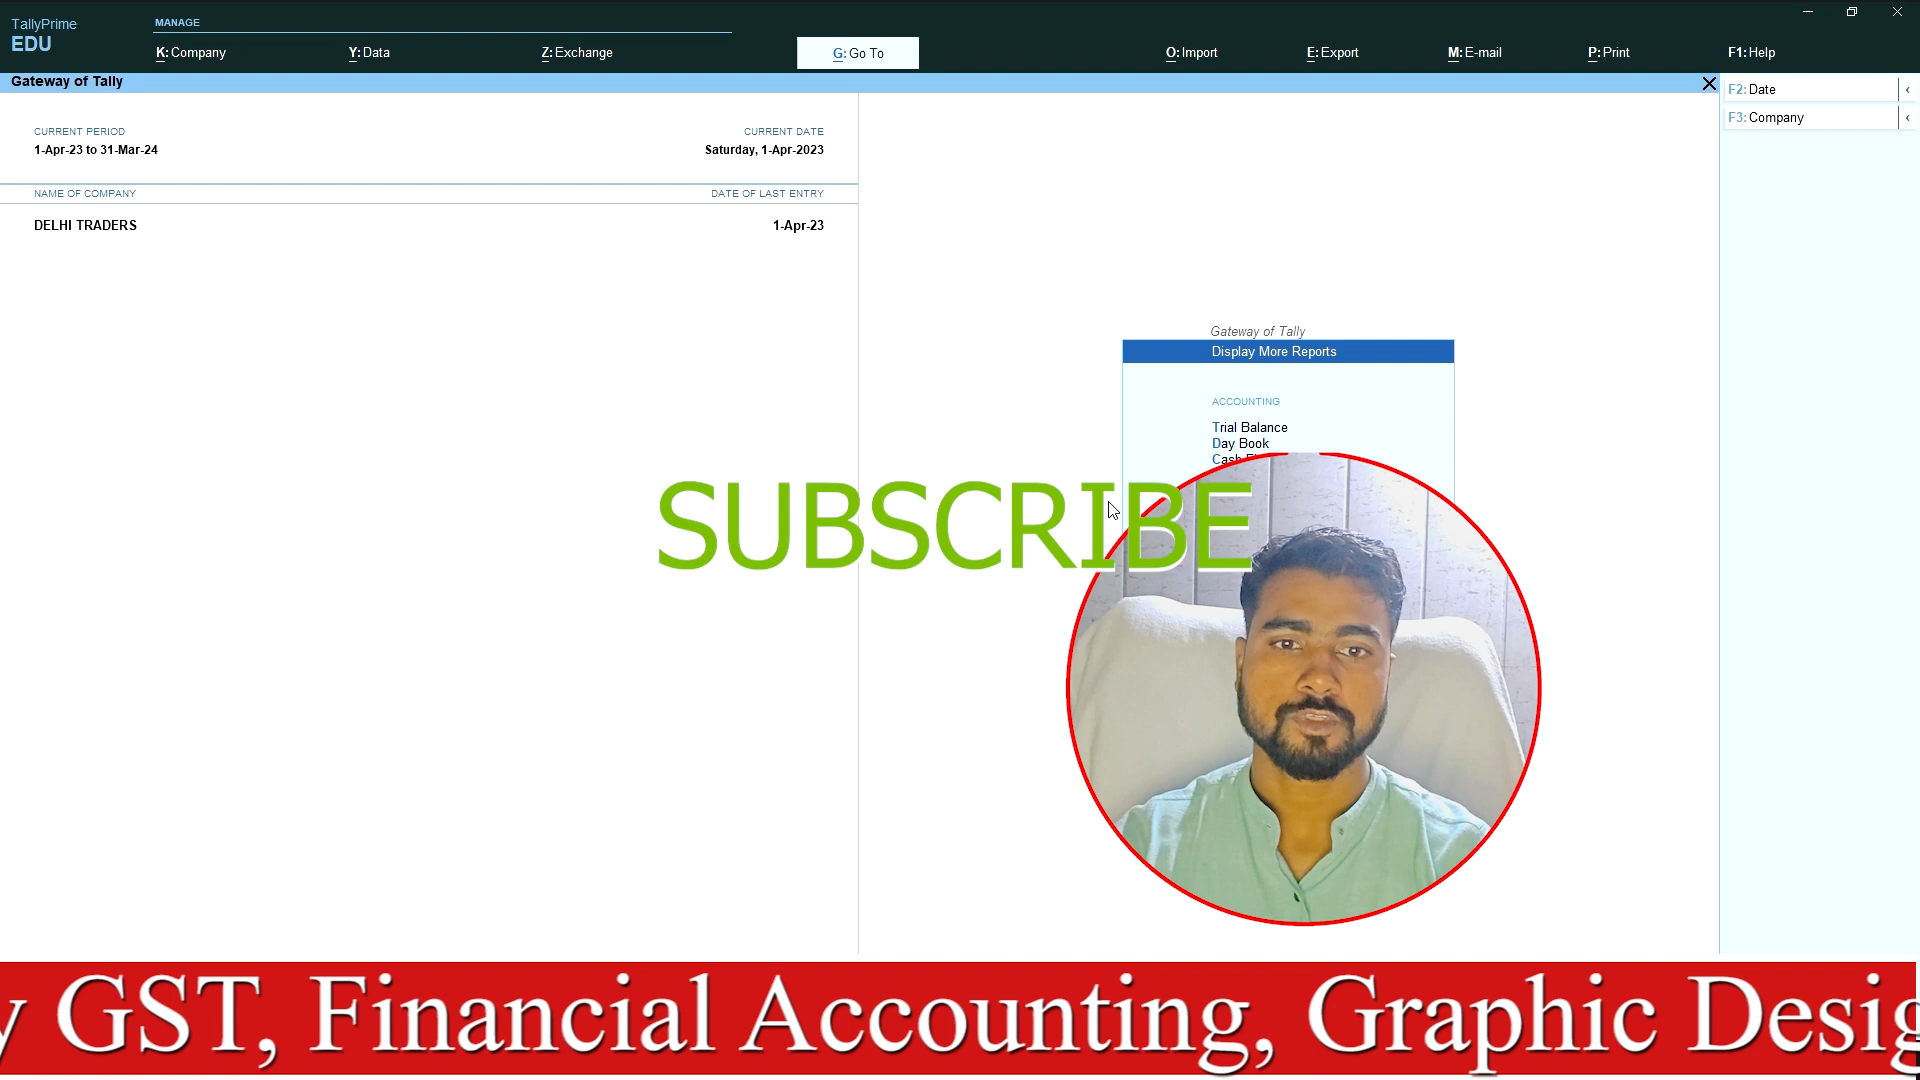 TallyPrime
EDU
MANAGE
K: Company
Y: Data
Z: Exchange
G: Go To
O: Import
E: Export
M: E-mail
P: Print
F1: Help
Gateway of Tally
F2: Date
F3: Company
CURRENT PERIOD
CURRENT DATE
1-Apr-23 to 31-Mar-24
Saturday, 1-Apr-2023
NAME OF COMPANY
DATE OF LAST ENTRY
DELHI TRADERS
1-Apr-23
Gateway of Tally
Display More Reports
ACCOUNTING
Trial Balance
Day Book
Cash
SUBSCRIBE
y GST, Financial Accounting, Graphic Desig